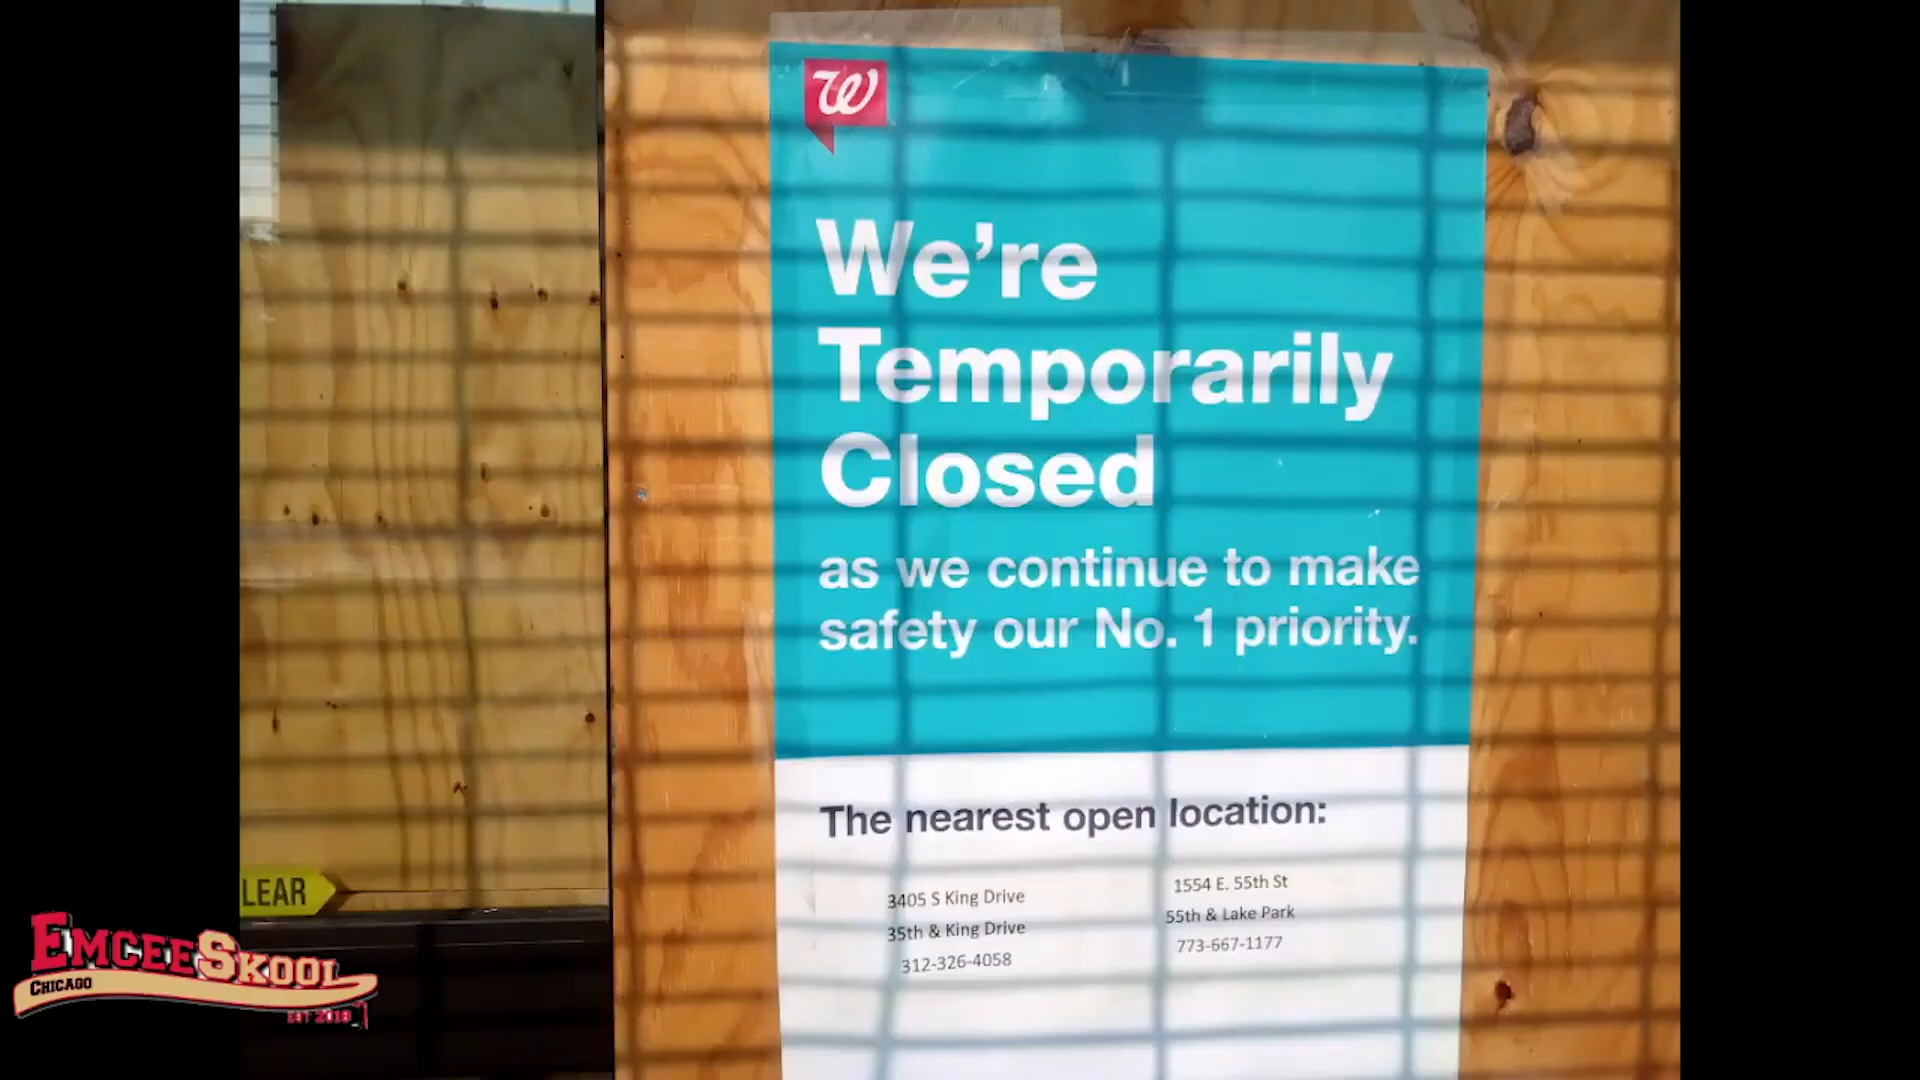 W
We're
Temporarily
Closed
as we continue to make
safety our No. 1 priority.
The nearest open location:
3405 S King Drive
35th & King Drive
312-326-4058
1554 E. 55th St
55th & Lake Park
773-667-1177
LEAR
EMCEESKOOL
CHICAGO
EST 2018